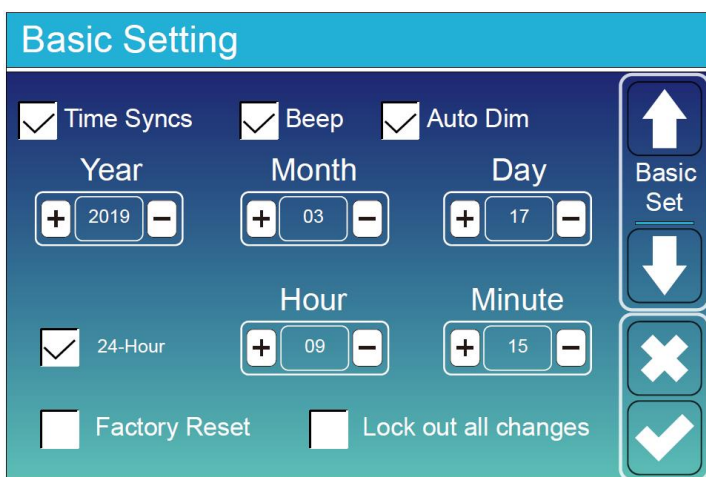 Basic Setting
Time Syncs Beep Auto Dim
Year Month Day
+ 2019 − + 03 − + 17 −
Basic
Set
Hour Minute
24-Hour + 09 − + 15 −
Factory Reset Lock out all changes